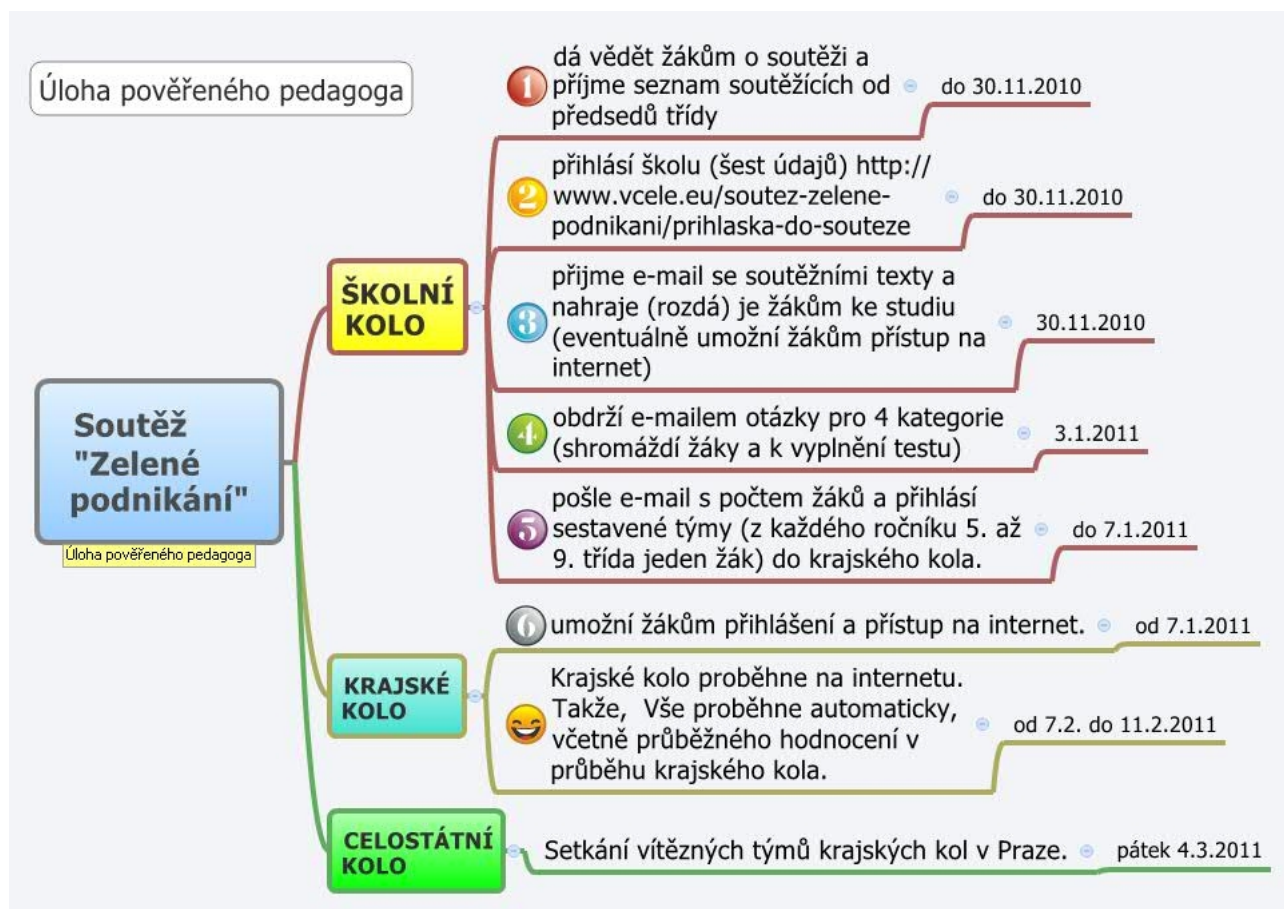 Úloha pověřeného pedagoga
Soutěž
"Zelené
podnikání"
Úloha pověřeného pedagoga
ŠKOLNÍ
KOLO
1
dá vědět žákům o soutěži a
příjme seznam soutěžících od
předsedů třídy
do 30.11.2010
2
přihlásí školu (šest údajů) http://
www.vcele.eu/soutez-zelene-
podnikani/prihlaska-do-souteze
do 30.11.2010
3
přijme e-mail se soutěžními texty a
nahraje (rozdá) je žákům ke studiu
(eventuálně umožní žákům přístup na
internet)
30.11.2010
4
obdrží e-mailem otázky pro 4 kategorie
(shromáždí žáky a k vyplnění testu)
3.1.2011
5
pošle e-mail s počtem žáků a přihlásí
sestavené týmy (z každého ročníku 5. až
9. třída jeden žák) do krajského kola.
do 7.1.2011
KRAJSKÉ
KOLO
6
umožní žákům přihlášení a přístup na internet.
od 7.1.2011
Krajské kolo proběhne na internetu.
Takže, Vše proběhne automaticky,
včetně průběžného hodnocení v
průběhu krajského kola.
od 7.2. do 11.2.2011
CELOSTÁTNÍ
KOLO
Setkání vítězných týmů krajských kol v Praze.
pátek 4.3.2011